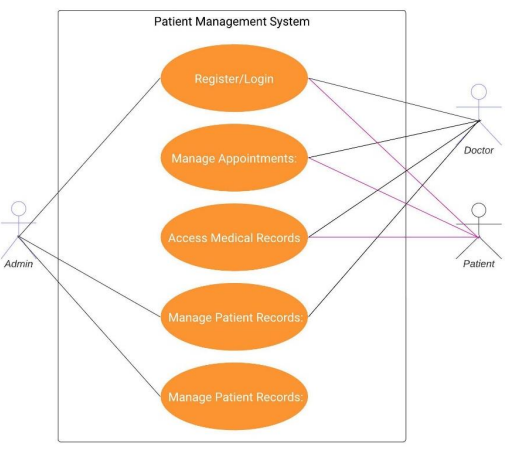 Patient Management System
Register/Login
Manage Appointments:
Doctor
Access Medical Records
Admin
Patient
Manage Patient Records:
Manage Patient Records: